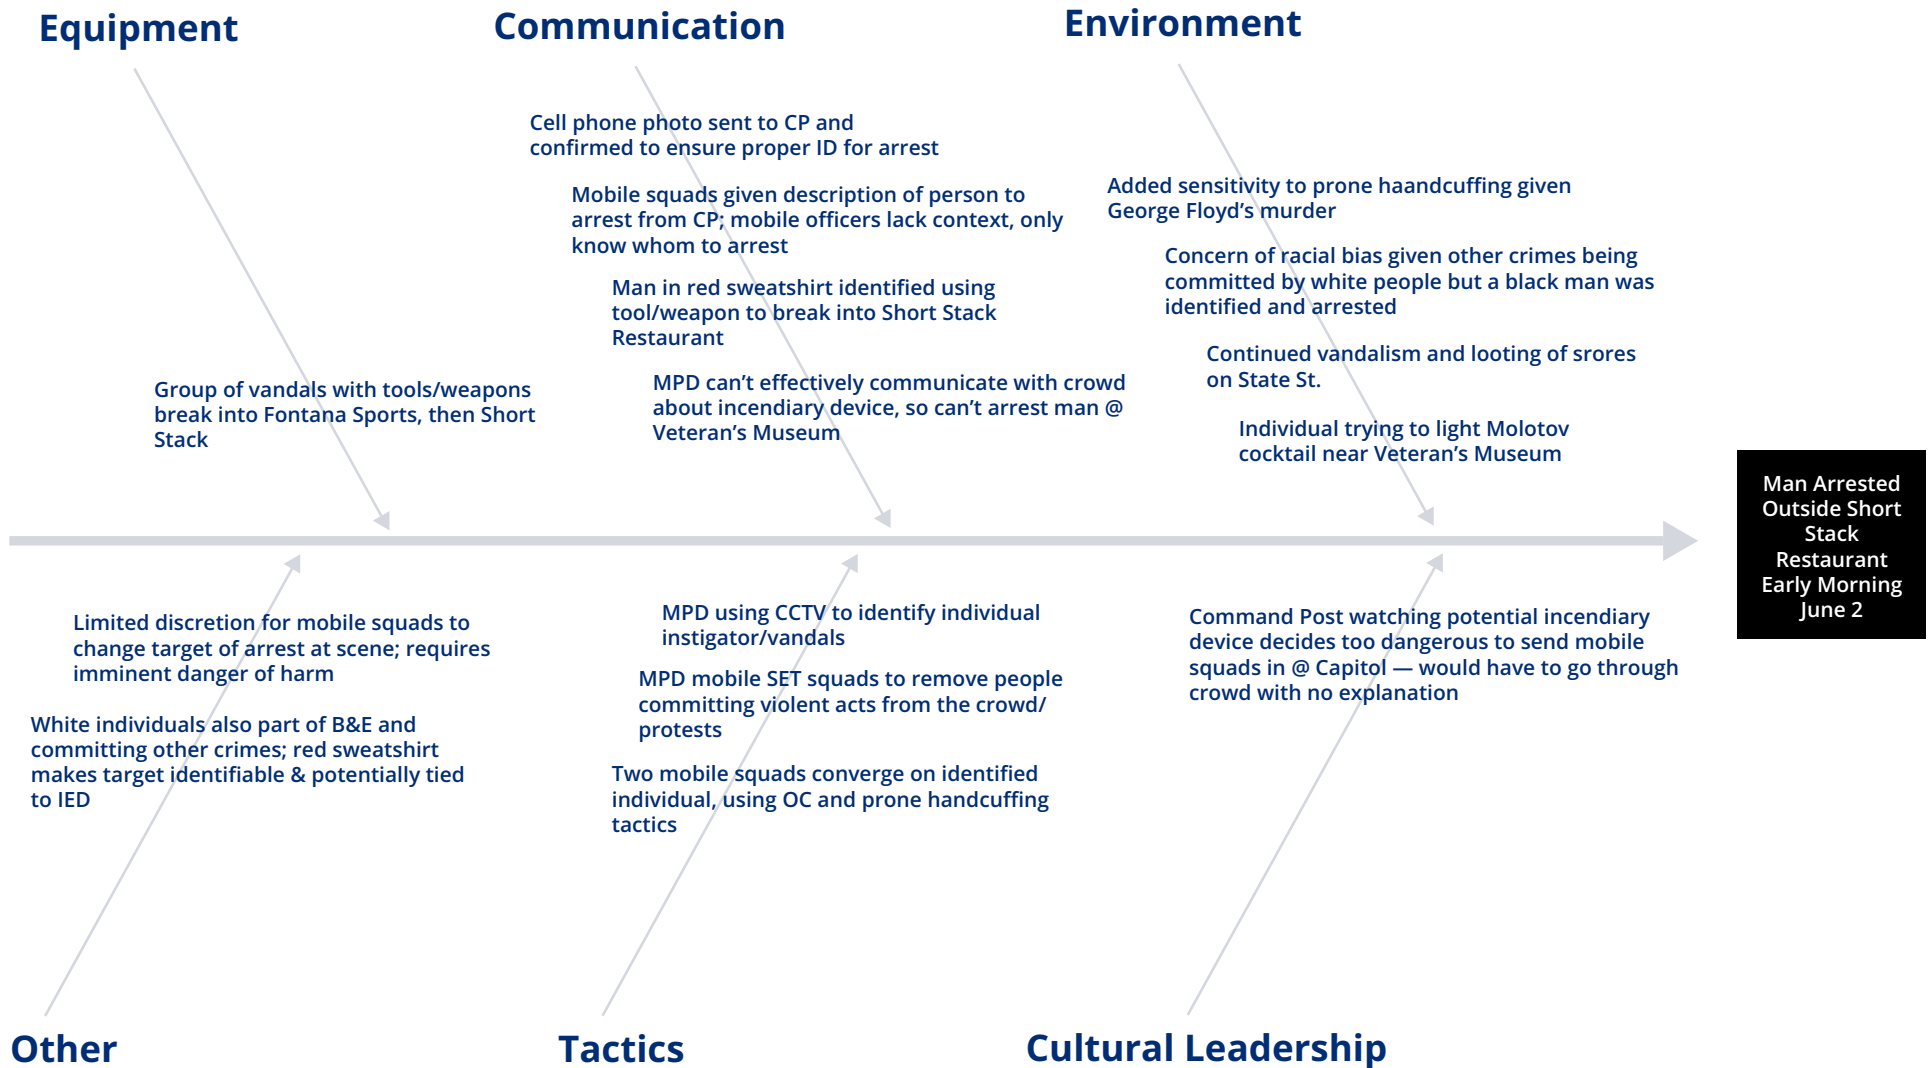 Equipment
Communication
Environment
Cell phone photo sent to CP and
confirmed to ensure proper ID for arrest
Mobile squads given description of person to
arrest from CP; mobile officers lack context, only
know whom to arrest
Man in red sweatshirt identified using
tool/weapon to break into Short Stack
Restaurant
MPD can’t effectively communicate with crowd
about incendiary device, so can’t arrest man @
Veteran’s Museum
Added sensitivity to prone haandcuffing given
George Floyd’s murder
Concern of racial bias given other crimes being
committed by white people but a black man was
identified and arrested
Continued vandalism and looting of srores
on State St.
Individual trying to light Molotov
cocktail near Veteran’s Museum
Group of vandals with tools/weapons
break into Fontana Sports, then Short
Stack
Man Arrested
Outside Short
Stack
Restaurant
Early Morning
June 2
Limited discretion for mobile squads to
change target of arrest at scene; requires
imminent danger of harm
White individuals also part of B&E and
committing other crimes; red sweatshirt
makes target identifiable & potentially tied
to IED
MPD using CCTV to identify individual
instigator/vandals
MPD mobile SET squads to remove people
committing violent acts from the crowd/
protests
Two mobile squads converge on identified
individual, using OC and prone handcuffing
tactics
Command Post watching potential incendiary
device decides too dangerous to send mobile
squads in @ Capitol — would have to go through
crowd with no explanation
Other
Tactics
Cultural Leadership